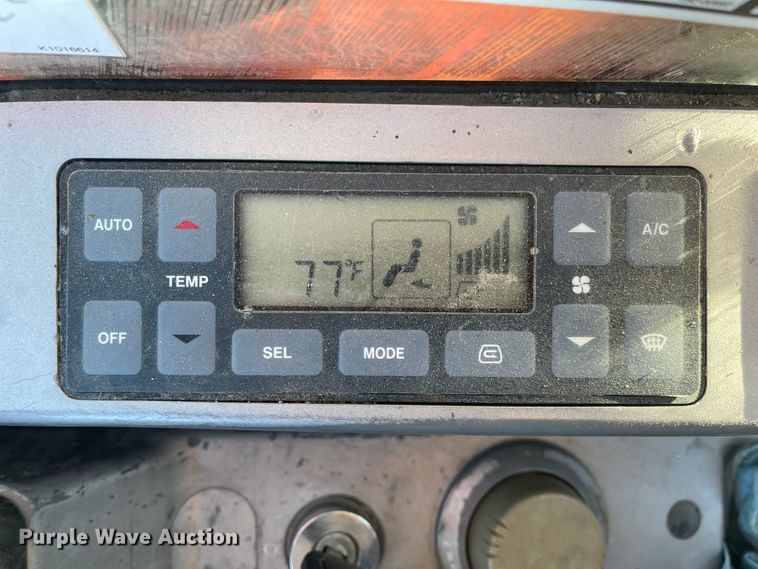 K1016614
AUTO
TEMP
A/C
77°F
OFF
SEL
MODE
Purple Wave Auction